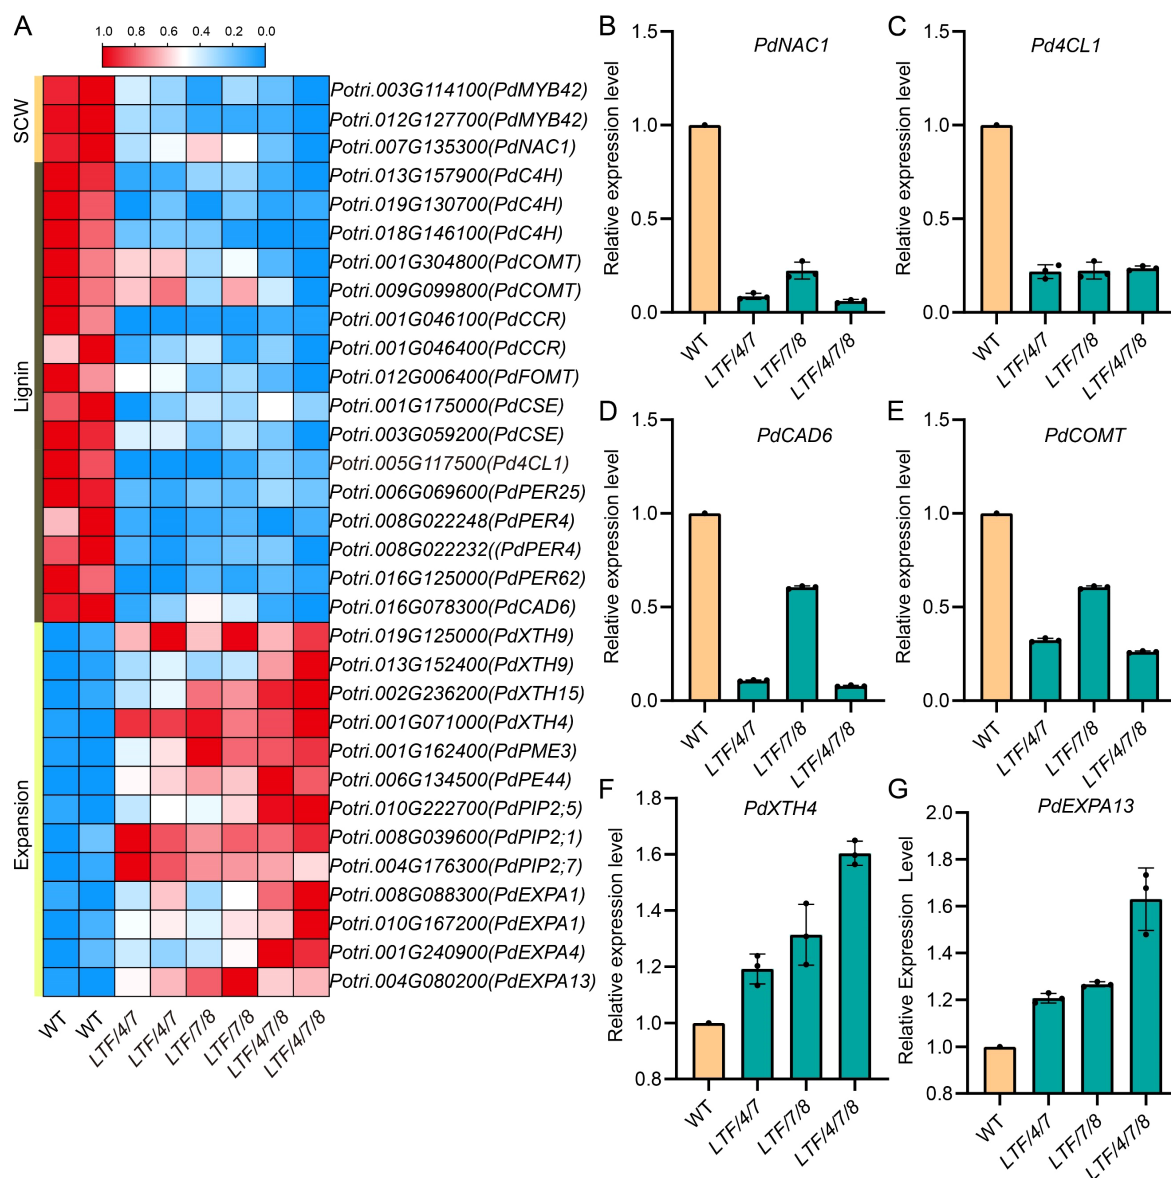 A
1.0 0.8 0.6 0.4 0.2 0.0
SCW
Lignin
Expansion
Potri.003G114100(PdMYB42)
Potri.012G127700(PdMYB42)
Potri.007G135300(PdNAC1)
Potri.013G157900(PdC4H)
Potri.019G130700(PdC4H)
Potri.018G146100(PdC4H)
Potri.001G304800(PdCOMT)
Potri.009G099800(PdCOMT)
Potri.001G046100(PdCCR)
Potri.001G046400(PdCCR)
Potri.012G006400(PdFOMT)
Potri.001G175000(PdCSE)
Potri.003G059200(PdCSE)
Potri.005G117500(Pd4CL1)
Potri.006G069600(PdPER25)
Potri.008G022248(PdPER4)
Potri.008G022232((PdPER4)
Potri.016G125000(PdPER62)
Potri.016G078300(PdCAD6)
Potri.019G125000(PdXTH9)
Potri.013G152400(PdXTH9)
Potri.002G236200(PdXTH15)
Potri.001G071000(PdXTH4)
Potri.001G162400(PdPME3)
Potri.006G134500(PdPE44)
Potri.010G222700(PdPIP2;5)
Potri.008G039600(PdPIP2;1)
Potri.004G176300(PdPIP2;7)
Potri.008G088300(PdEXPA1)
Potri.010G167200(PdEXPA1)
Potri.001G240900(PdEXPA4)
Potri.004G080200(PdEXPA13)
WT WT LTF/4/7 LTF/4/7 LTF/7/8 LTF/7/8 LTF/4/7/8 LTF/4/7/8
B
PdNAC1
Relative expression level
1.5
1.0
0.5
0.0
WT LTF/4/7 LTF/7/8 LTF/4/7/8
C
Pd4CL1
Relative expression level
1.5
1.0
0.5
0.0
WT LTF/4/7 LTF/7/8 LTF/4/7/8
D
PdCAD6
Relative expression level
1.5
1.0
0.5
0.0
WT LTF/4/7 LTF/7/8 LTF/4/7/8
E
PdCOMT
Relative expression level
1.5
1.0
0.5
0.0
WT LTF/4/7 LTF/7/8 LTF/4/7/8
F
PdXTH4
Relative expression level
1.8
1.6
1.4
1.2
1.0
0.8
WT LTF/4/7 LTF/7/8 LTF/4/7/8
G
PdEXPA13
Relative Expression Level
2.0
1.8
1.6
1.4
1.2
1.0
0.8
WT LTF/4/7 LTF/7/8 LTF/4/7/8